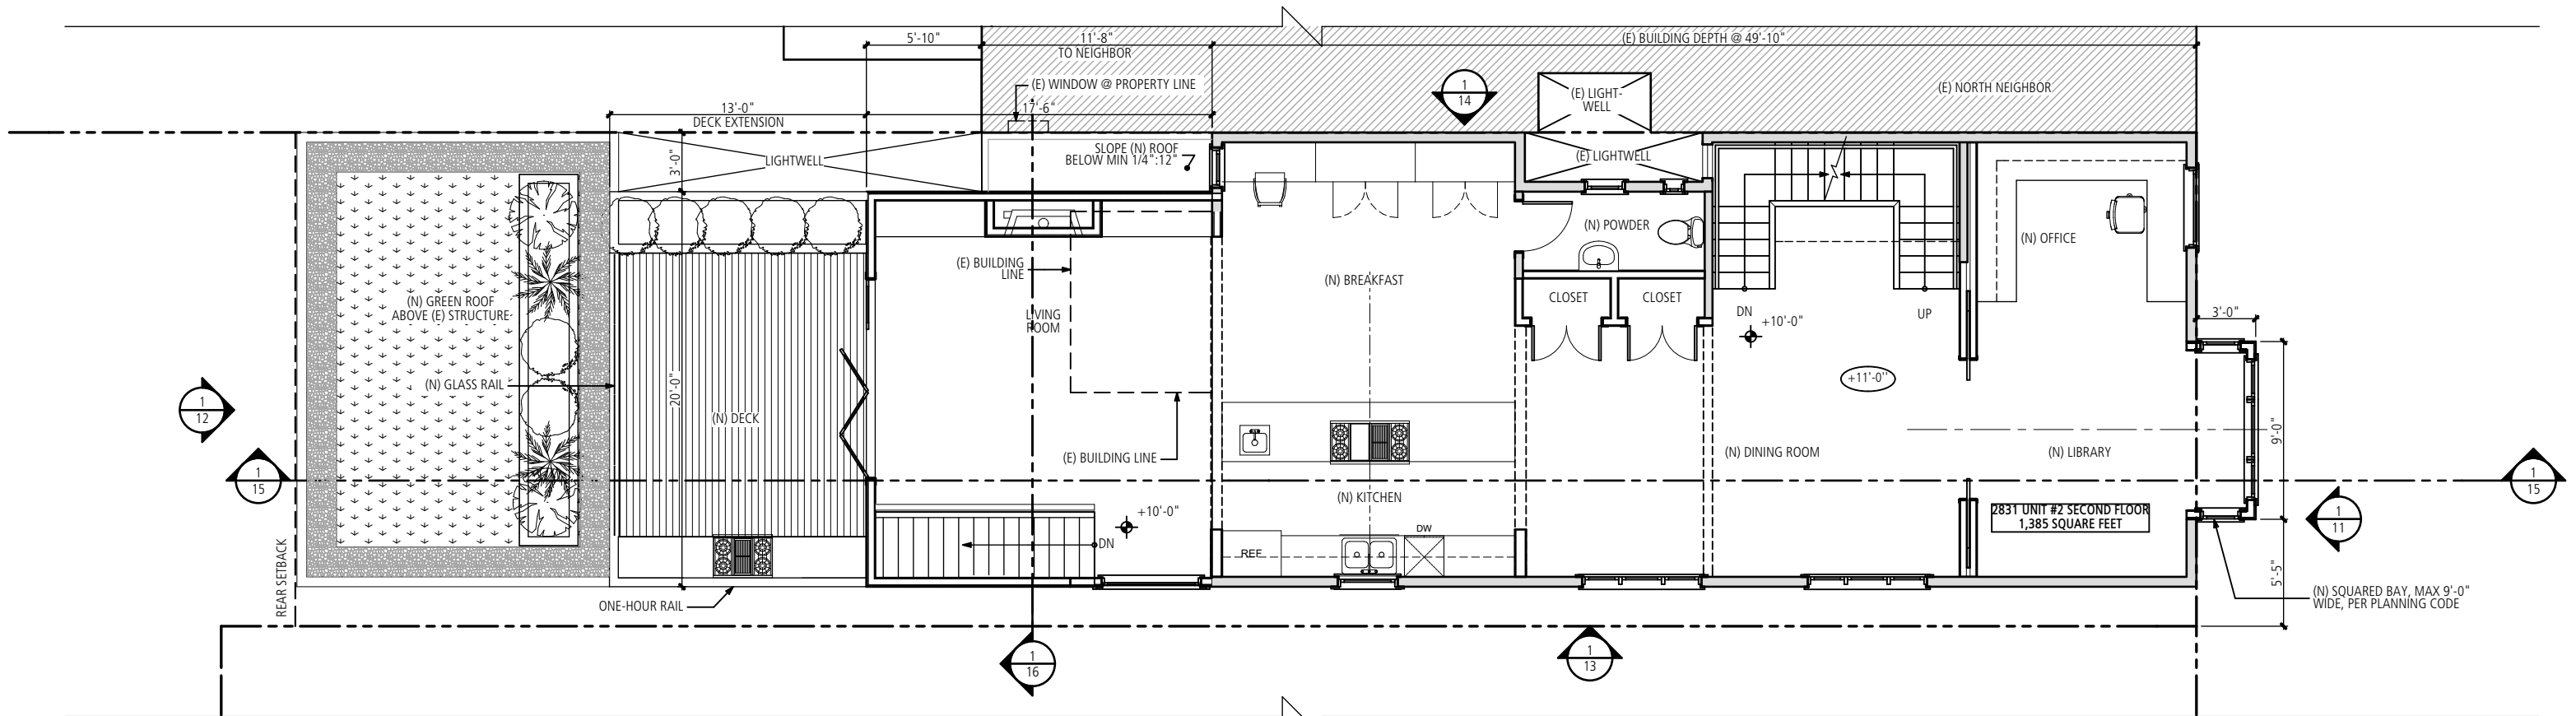 5'-10"
11'-8"
TO NEIGHBOR
(E) BUILDING DEPTH @ 49'-10"
(E) WINDOW @ PROPERTY LINE
(E) LIGHT-
WELL
(E) NORTH NEIGHBOR
1
14
13'-0"
DECK EXTENSION
17'-6"
LIGHTWELL
3'-0"
SLOPE (N) ROOF
BELOW MIN 1/4":12"
(E) LIGHTWELL
(N) POWDER
(N) OFFICE
(E) BUILDING
LINE
(N) BREAKFAST
CLOSET
CLOSET
(N) GREEN ROOF
ABOVE (E) STRUCTURE
LIVING
ROOM
DN
+10'-0"
UP
3'-0"
(N) GLASS RAIL
20'-0"
+11'-0"
1
12
(N) DECK
9'-0"
(E) BUILDING LINE
(N) DINING ROOM
(N) LIBRARY
1
15
1
15
(N) KITCHEN
+10'-0"
2831 UNIT #2 SECOND FLOOR
1,385 SQUARE FEET
1
11
DW
DN
REF
REAR SETBACK
5'-5"
ONE-HOUR RAIL
(N) SQUARED BAY, MAX 9'-0"
WIDE, PER PLANNING CODE
1
16
1
13